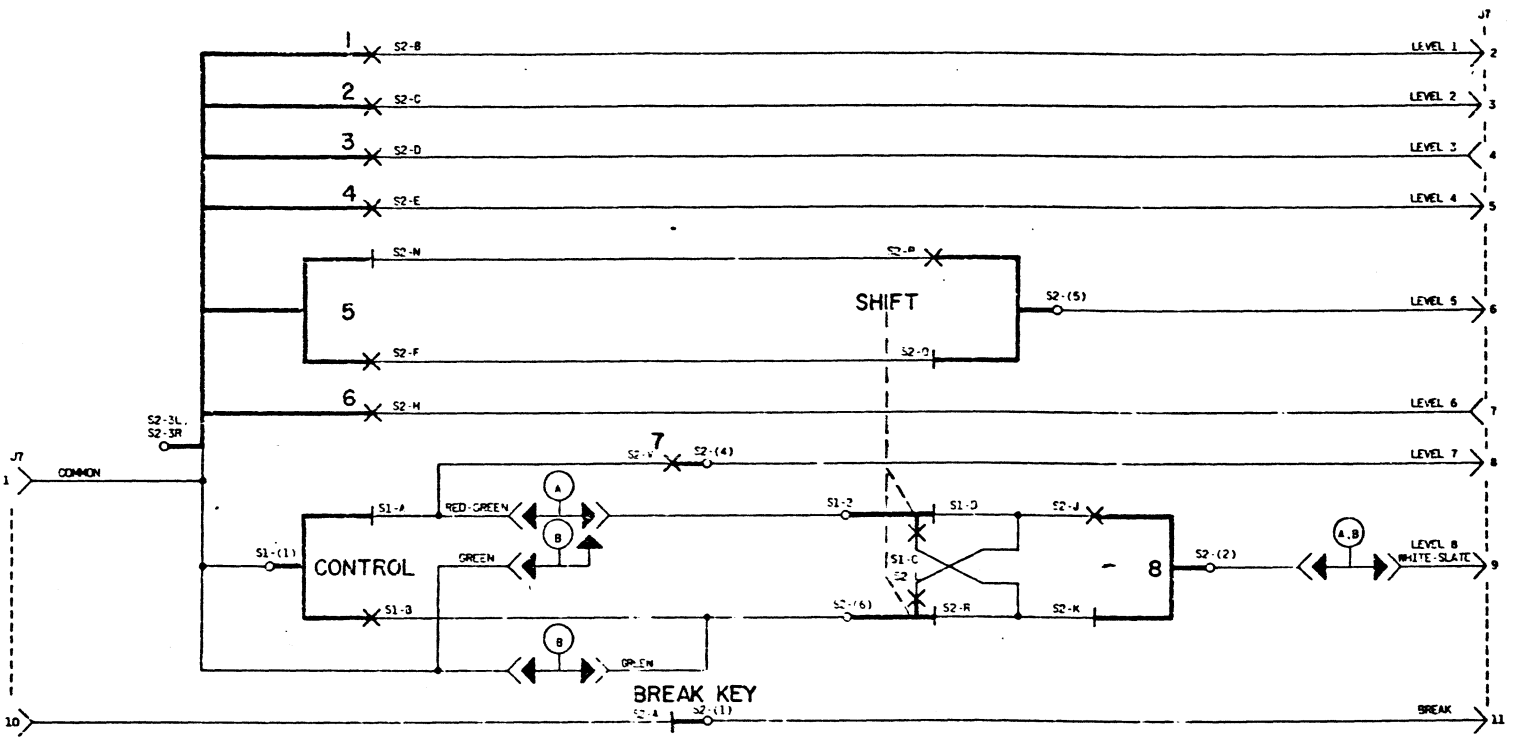 J7
1 S2-B LEVEL 1 2
2 S2-C LEVEL 2 3
3 S2-D LEVEL 3 4
4 S2-E LEVEL 4 5
S2-N S2-P
5 SHIFT S2-(5) LEVEL 5 6
S2-F
6 S2-H LEVEL 6 7
S2-3L,
S2-3R
J7
1 COMMON
7 S2-(4) LEVEL 7 8
S1-A RED-GREEN A S1-2 S1-D S2-J
B
S1-(1) CONTROL GREEN S1-C S2 8 S2-(2) A,B LEVEL 8
WHITE-SLATE 9
S1-B S2-(6) S2-R S2-K
B GREEN
BREAK KEY
10 S2-A S2-(1) BREAK 11